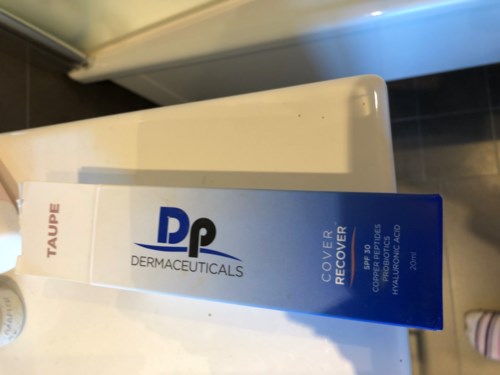 TAUPE
Dp
DERMACEUTICALS
COVER
RECOVER
SPF 30
COPPER PEPTIDES
PROBIOTICS
HYALURONIC ACID
20ml